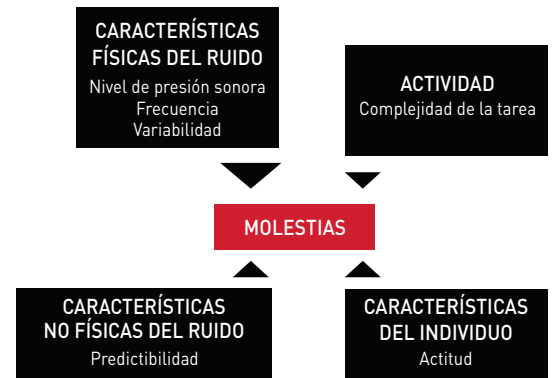 CARACTERÍSTICAS
FÍSICAS DEL RUIDO
Nivel de presión sonora
Frecuencia
Variabilidad
ACTIVIDAD
Complejidad de la tarea
MOLESTIAS
CARACTERÍSTICAS
NO FÍSICAS DEL RUIDO
Predictibilidad
CARACTERÍSTICAS
DEL INDIVIDUO
Actitud